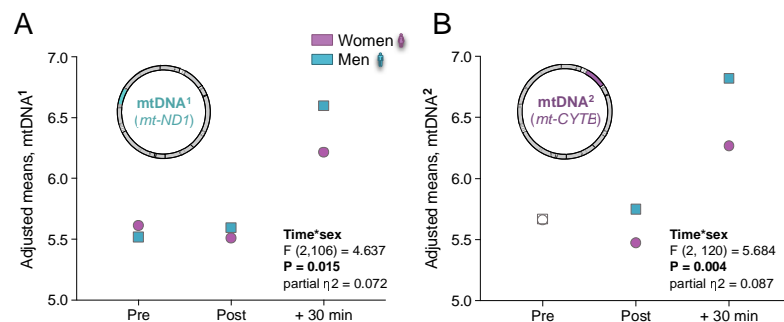 A
Women
Men
Adjusted means, mtDNA¹
7.0
6.5
6.0
5.5
5.0
mtDNA¹
(mt-ND1)
Time*sex
F (2,106) = 4.637
P = 0.015
partial η2 = 0.072
Pre
Post
+ 30 min
B
Adjusted means, mtDNA²
7.0
6.5
6.0
5.5
5.0
mtDNA²
(mt-CYTB)
Time*sex
F (2, 120) = 5.684
P = 0.004
partial η2 = 0.087
Pre
Post
+ 30 min